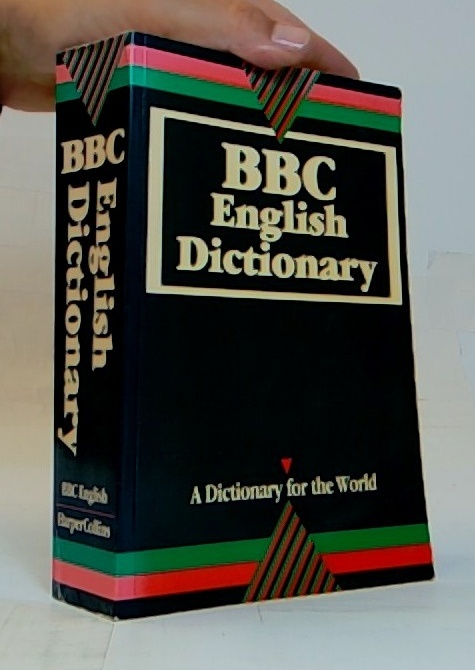 BBC
English
Dictionary
BBC English
HarperCollins
BBC
English
Dictionary
A Dictionary for the World